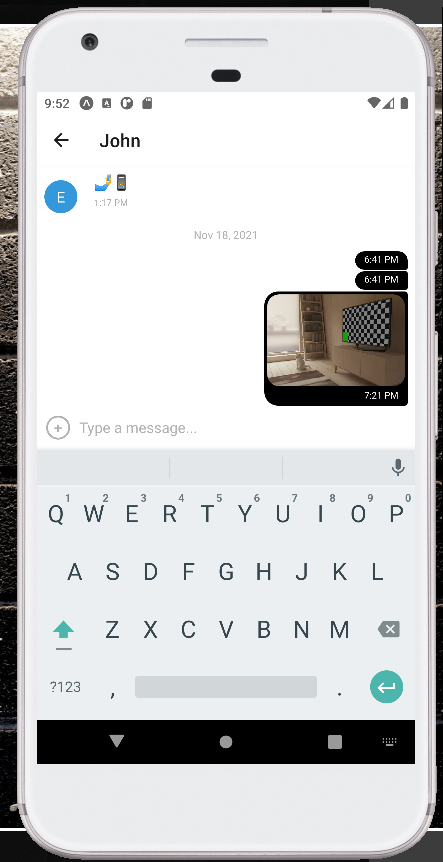 9:52
John
🤳📱
E
1:17 PM
Nov 18, 2021
6:41 PM
6:41 PM
7:21 PM
Type a message...
1 2 3 4 5 6 7 8 9 0
Q W E R T Y U I O P
A S D F G H J K L
Z X C V B N M
?123 , .